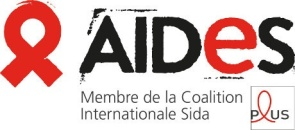 AIDeS
Membre de la Coalition
Internationale Sida
PLUS